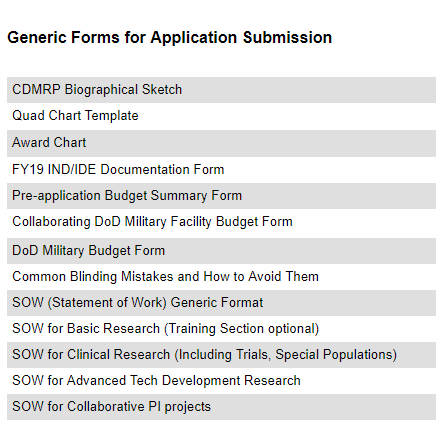 Generic Forms for Application Submission
CDMRP Biographical Sketch
Quad Chart Template
Award Chart
FY19 IND/IDE Documentation Form
Pre-application Budget Summary Form
Collaborating DoD Military Facility Budget Form
DoD Military Budget Form
Common Blinding Mistakes and How to Avoid Them
SOW (Statement of Work) Generic Format
SOW for Basic Research (Training Section optional)
SOW for Clinical Research (Including Trials, Special Populations)
SOW for Advanced Tech Development Research
SOW for Collaborative PI projects